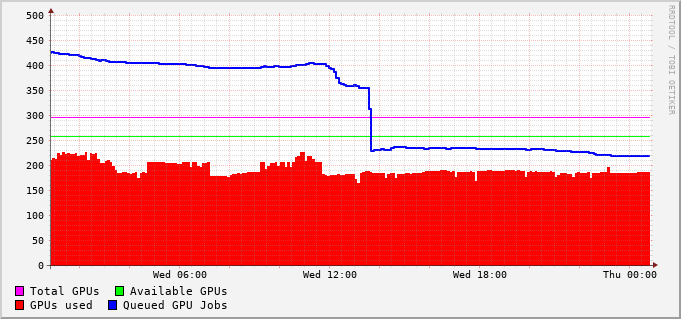 500
450
400
350
300
250
200
150
100
50
0
Wed 06:00 Wed 12:00 Wed 18:00 Thu 00:00
Total GPUs Available GPUs
GPUs used Queued GPU Jobs
RRDTOOL / TOBI OETIKER